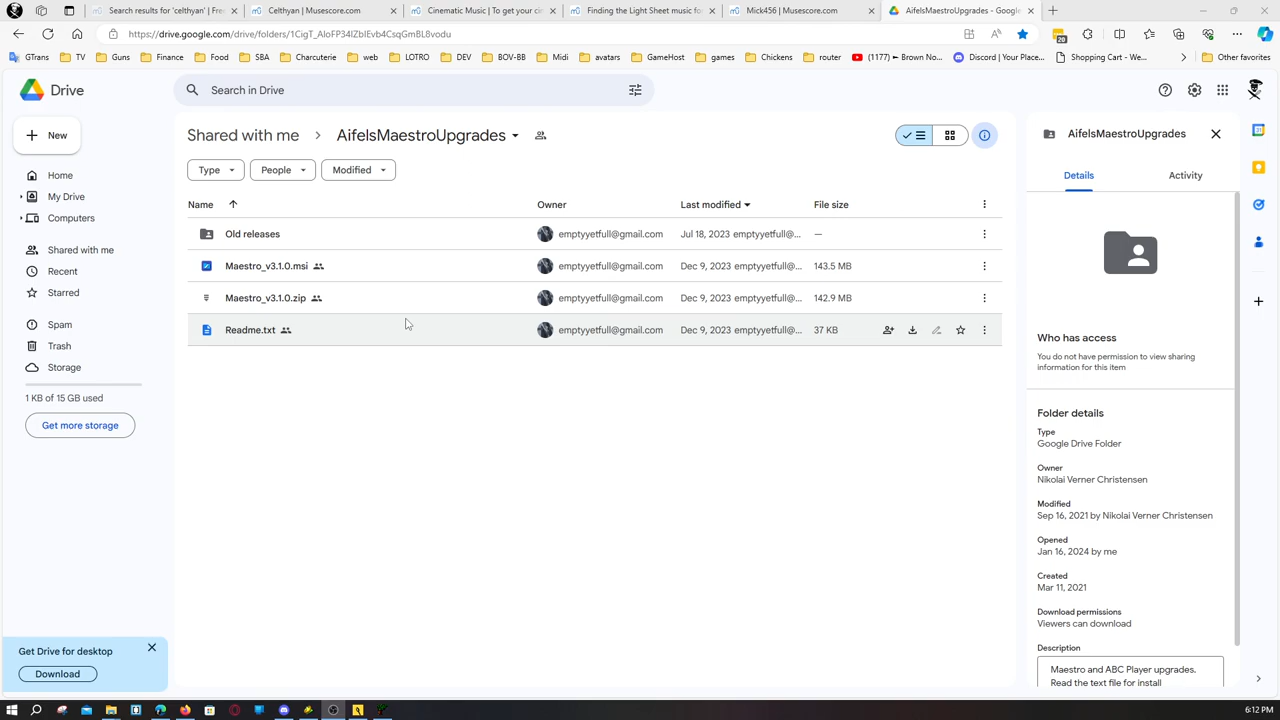 Search results for 'celthyan' | Fre
Celthyan | Musescore.com
Cinematic Music | To get your cin
Finding the Light Sheet music fo
Mick456 | Musescore.com
AifelsMaestroUpgrades - Google
https://drive.google.com/drive/folders/
GTrans
Guns
Finance
Food
SBA
Charcuterie
web
LOTRO
DEV
BOV-BB
Midi
avatars
GameHost
games
Chickens
router
(1177) ► Brown No...
Discord | Your Place...
Shopping Cart - We...
Other favorites
Drive
Search in Drive
New
Home
My Drive
Computers
Shared with me
Recent
Starred
Spam
Trash
Storage
1 KB of 15 GB used
Get more storage
Get Drive for desktop
Download
Shared with me
AifelsMaestroUpgrades
Type
People
Modified
Name Owner Last modified File size
Old releases emptyyetfull@gmail.com Jul 18, 2023 emptyyetfull@... —
Maestro_v3.1.0.msi emptyyetfull@gmail.com Dec 9, 2023 emptyyetfull@... 143.5 MB
Maestro_v3.1.0.zip emptyyetfull@gmail.com Dec 9, 2023 emptyyetfull@... 142.9 MB
Readme.txt emptyyetfull@gmail.com Dec 9, 2023 emptyyetfull@... 37 KB
AifelsMaestroUpgrades
Details
Activity
Who has access
You do not have permission to view sharing
information for this item
Folder details
Type
Google Drive Folder
Owner
Nikolai Verner Christensen
Modified
Sep 16, 2021 by Nikolai Verner Christensen
Opened
Jan 16, 2024 by me
Created
Mar 11, 2021
Download permissions
Viewers can download
Description
Maestro and ABC Player upgrades.
Read the text file for install
6:12 PM